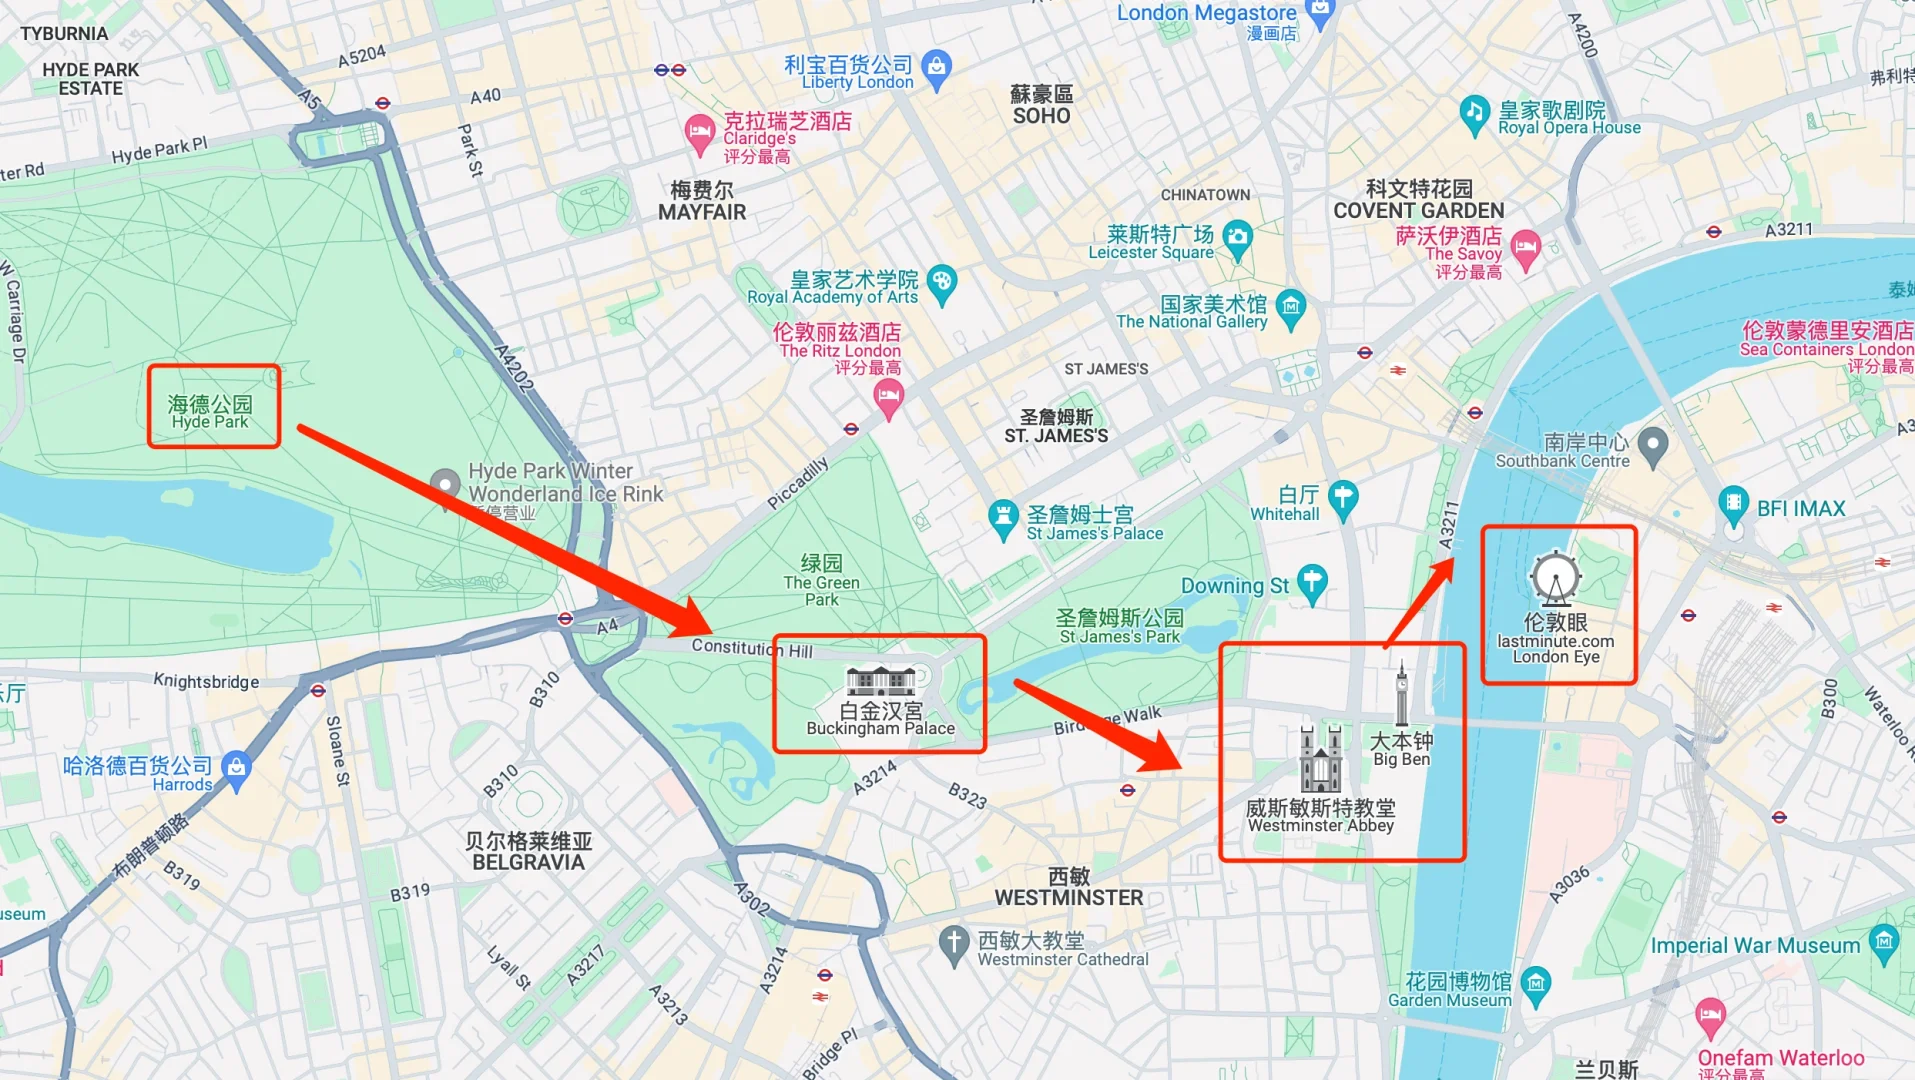 TYBURNIA
HYDE PARK
ESTATE
A5204
A5
A40
Park St
Hyde Park Pl
ter Rd
W Carriage Dr
利宝百货公司
Liberty London
London Megastore
漫画店
A4200
弗利特
蘇豪區
SOHO
克拉瑞芝酒店
Claridge's
评分最高
皇家歌剧院
Royal Opera House
梅费尔
MAYFAIR
CHINATOWN
科文特花园
COVENT GARDEN
莱斯特广场
Leicester Square
萨沃伊酒店
The Savoy
评分最高
A3211
皇家艺术学院
Royal Academy of Arts
国家美术馆
The National Gallery
伦敦丽兹酒店
The Ritz London
评分最高
伦敦蒙德里安酒店
Sea Containers London
评分最高
A4202
ST JAMES'S
海德公园
Hyde Park
圣詹姆斯
ST. JAMES'S
南岸中心
Southbank Centre
Hyde Park Winter
Wonderland Ice Rink
暂停营业
Piccadilly
白厅
Whitehall
A3211
BFI IMAX
圣詹姆士宫
St James's Palace
绿园
The Green
Park
Downing St
圣詹姆斯公园
St James's Park
伦敦眼
lastminute.com
London Eye
A4
Constitution Hill
Knightsbridge
乐厅
B310
Sloane St
白金汉宫
Buckingham Palace
Walk
大本钟
Big Ben
B300
Waterloo R
哈洛德百货公司
Harrods
B310
A3214
B323
威斯敏斯特教堂
Westminster Abbey
布朗普顿路
B319
贝尔格莱维亚
BELGRAVIA
B319
A302
西敏
WESTMINSTER
A3036
useum
西敏大教堂
Westminster Cathedral
Imperial War Museum
Lyall St
A3217
A3214
A3213
花园博物馆
Garden Museum
Bridge Pl
Onefam Waterloo
评分最高
兰贝斯